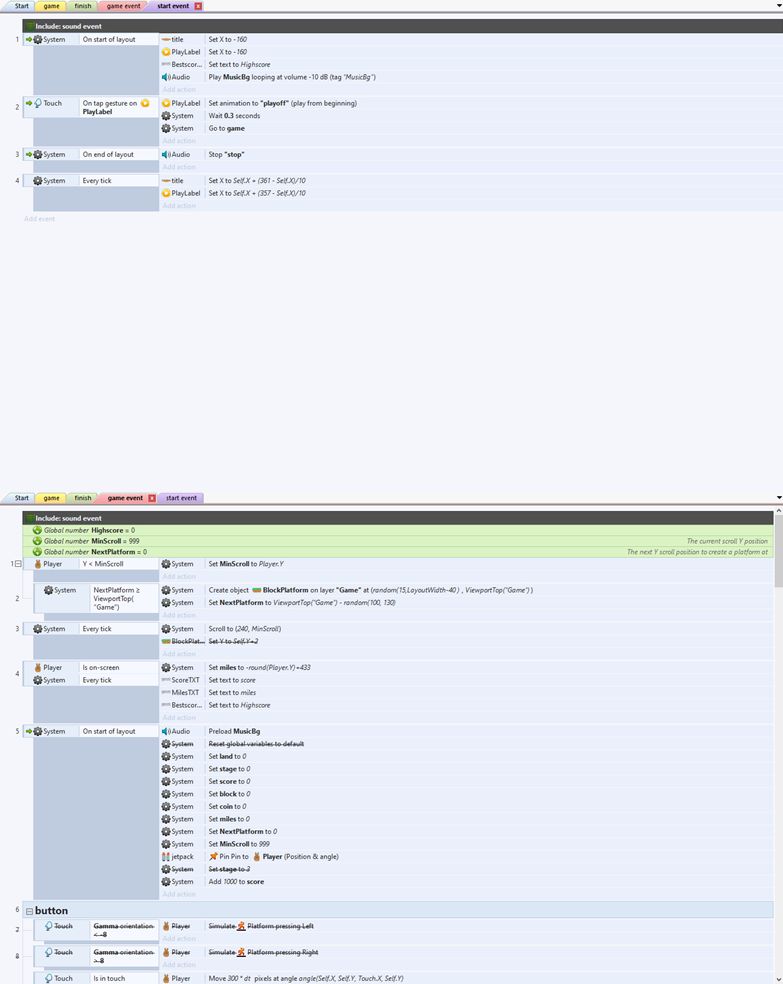 Start game finish game event start event x
Include: sound event
1 System On start of layout title Set X to -160
PlayLabel Set X to -160
Bestscor... Set text to Highscore
Audio Play MusicBg looping at volume -10 dB (tag "MusicBg")
Add action
2 Touch On tap gesture on PlayLabel PlayLabel Set animation to "playoff" (play from beginning)
System Wait 0.3 seconds
System Go to game
Add action
3 System On end of layout Audio Stop "stop"
Add action
4 System Every tick title Set X to Self.X + (361 - Self.X)/10
PlayLabel Set X to Self.X + (357 - Self.X)/10
Add action
Add event
Start game finish game event x start event
Include: sound event
Global number Highscore = 0
Global number MinScroll = 999 The current scroll Y position
Global number NextPlatform = 0 The next Y scroll position to create a platform at
1 Player Y < MinScroll System Set MinScroll to Player.Y
Add action
2 System NextPlatform ≥ ViewportTop( "Game") System Create object BlockPlatform on layer "Game" at (random(15,LayoutWidth-40 ) , ViewportTop("Game") )
System Set NextPlatform to ViewportTop("Game") - random(100, 130)
Add action
3 System Every tick System Scroll to (240, MinScroll)
BlockPlat... Set Y to Self.Y+2
Add action
4 Player Is on-screen System Set miles to -round(Player.Y)+433
System Every tick ScoreTXT Set text to score
MilesTXT Set text to miles
Bestscor... Set text to Highscore
Add action
5 System On start of layout Audio Preload MusicBg
System Reset global variables to default
System Set land to 0
System Set stage to 0
System Set score to 0
System Set block to 0
System Set coin to 0
System Set miles to 0
System Set NextPlatform to 0
System Set MinScroll to 999
jetpack Pin Pin to Player (Position & angle)
System Set stage to 3
System Add 1000 to score
Add action
6 button
7 Touch Gamma orientation < -8 Player Simulate Platform pressing Left
Add action
8 Touch Gamma orientation > 8 Player Simulate Platform pressing Right
Add action
Touch Is in touch Player Move 300 * dt pixels at angle angle(Self.X, Self.Y, Touch.X, Self.Y)